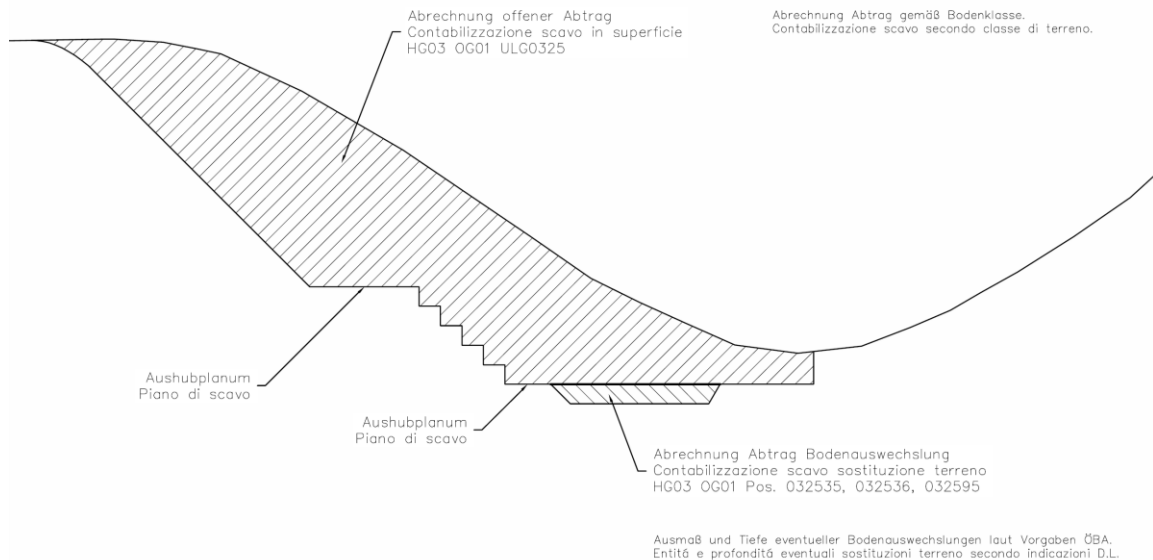 Abrechnung offener Abtrag
Contabilizzazione scavo in superficie
HG03 OG01 ULG0325
Abrechnung Abtrag gemäß Bodenklasse.
Contabilizzazione scavo secondo classe di terreno.
Aushubplanum
Piano di scavo
Aushubplanum
Piano di scavo
Abrechnung Abtrag Bodenauswechslung
Contabilizzazione scavo sostituzione terreno
HG03 OG01 Pos. 032535, 032536, 032595
Ausmaß und Tiefe eventueller Bodenauswechslungen laut Vorgaben ÖBA.
Entitá e profonditá eventuali sostituzioni terreno secondo indicazioni D.L.